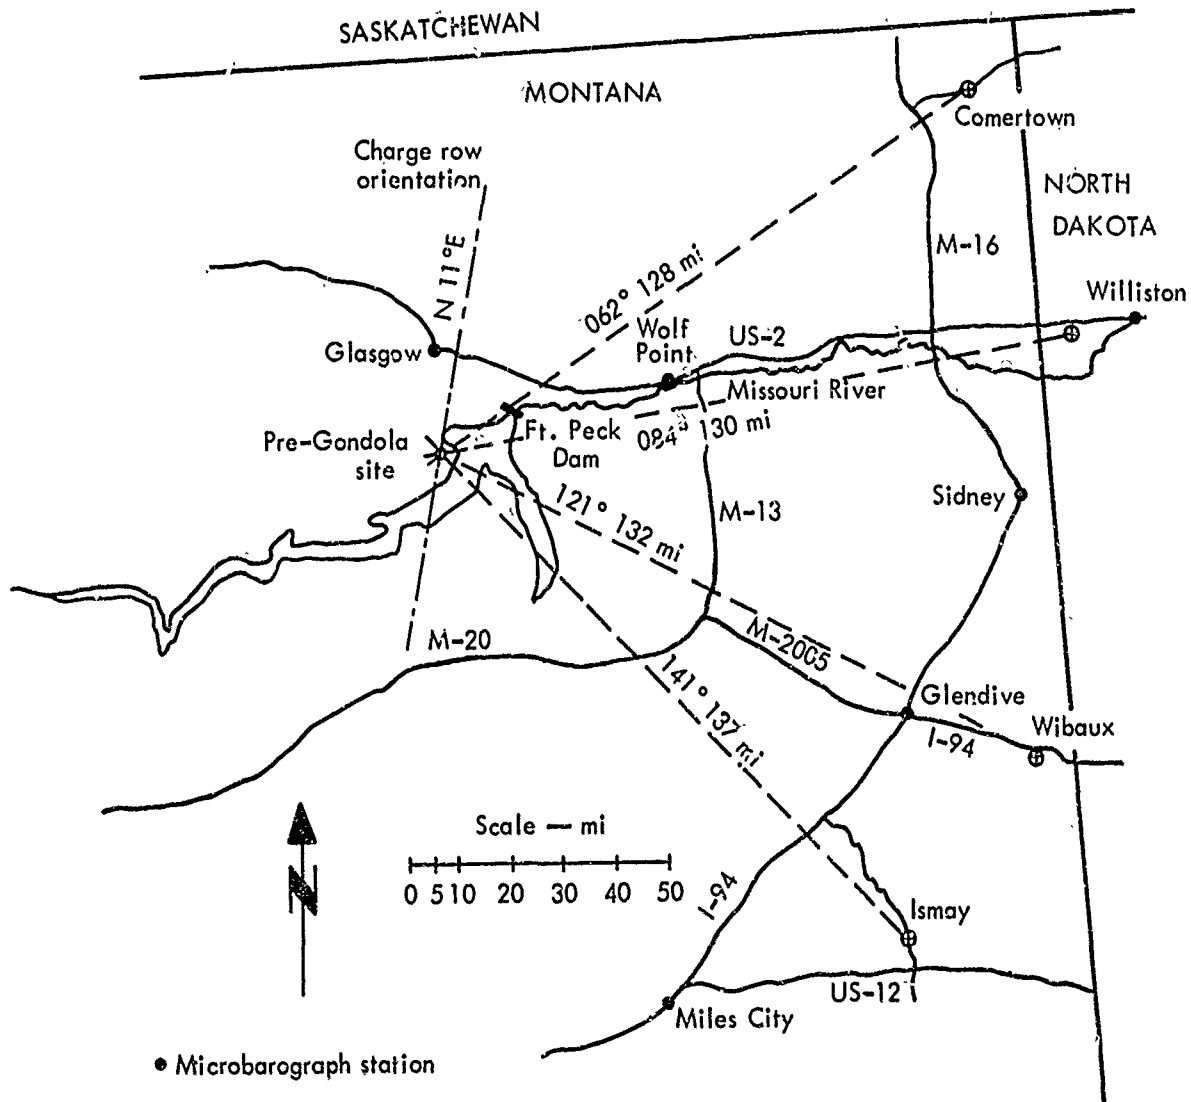 SASKATCHEWAN
MONTANA
Comertown
Charge row
orientation
NORTH
DAKOTA
N 11°E
M-16
062° 128 mi
Williston
Wolf
Point
US-2
Glasgow
Missouri River
Pre-Gondola
site
Ft. Peck
Dam
084° 130 mi
Sidney
121° 132 mi
M-13
M-20
M-2005
141° 137 mi
Glendive
Wibaux
I-94
Scale — mi
0 5 10 20 30 40 50
N
I-94
Ismay
US-12
Miles City
Microbarograph station